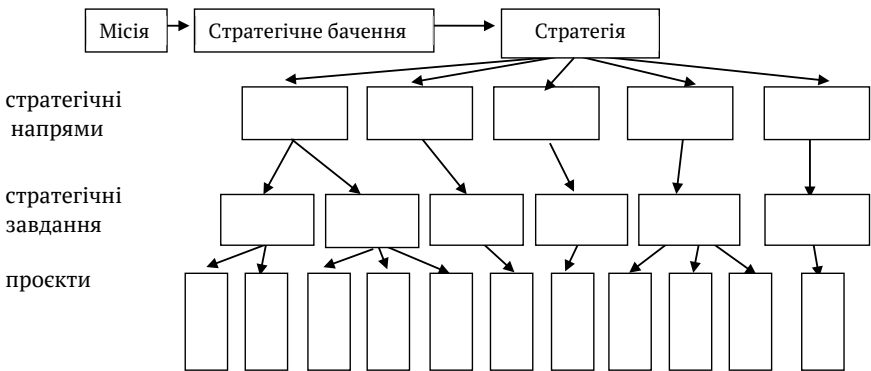 Місія
Стратегічне бачення
Стратегія
стратегічні
напрями
стратегічні
завдання
проєкти